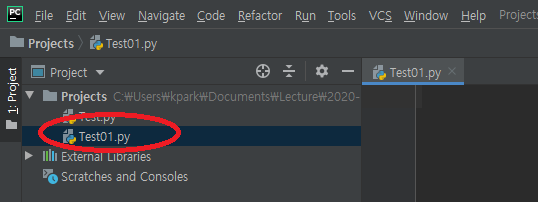 PC File Edit View Navigate Code Refactor Run Tools VCS Window Help Projects
Projects Test01.py
1: Project
Project
Test01.py
Projects C:₩Users₩kpark₩Documents₩Lecture₩2020-
Test.py
Test01.py
External Libraries
Scratches and Consoles